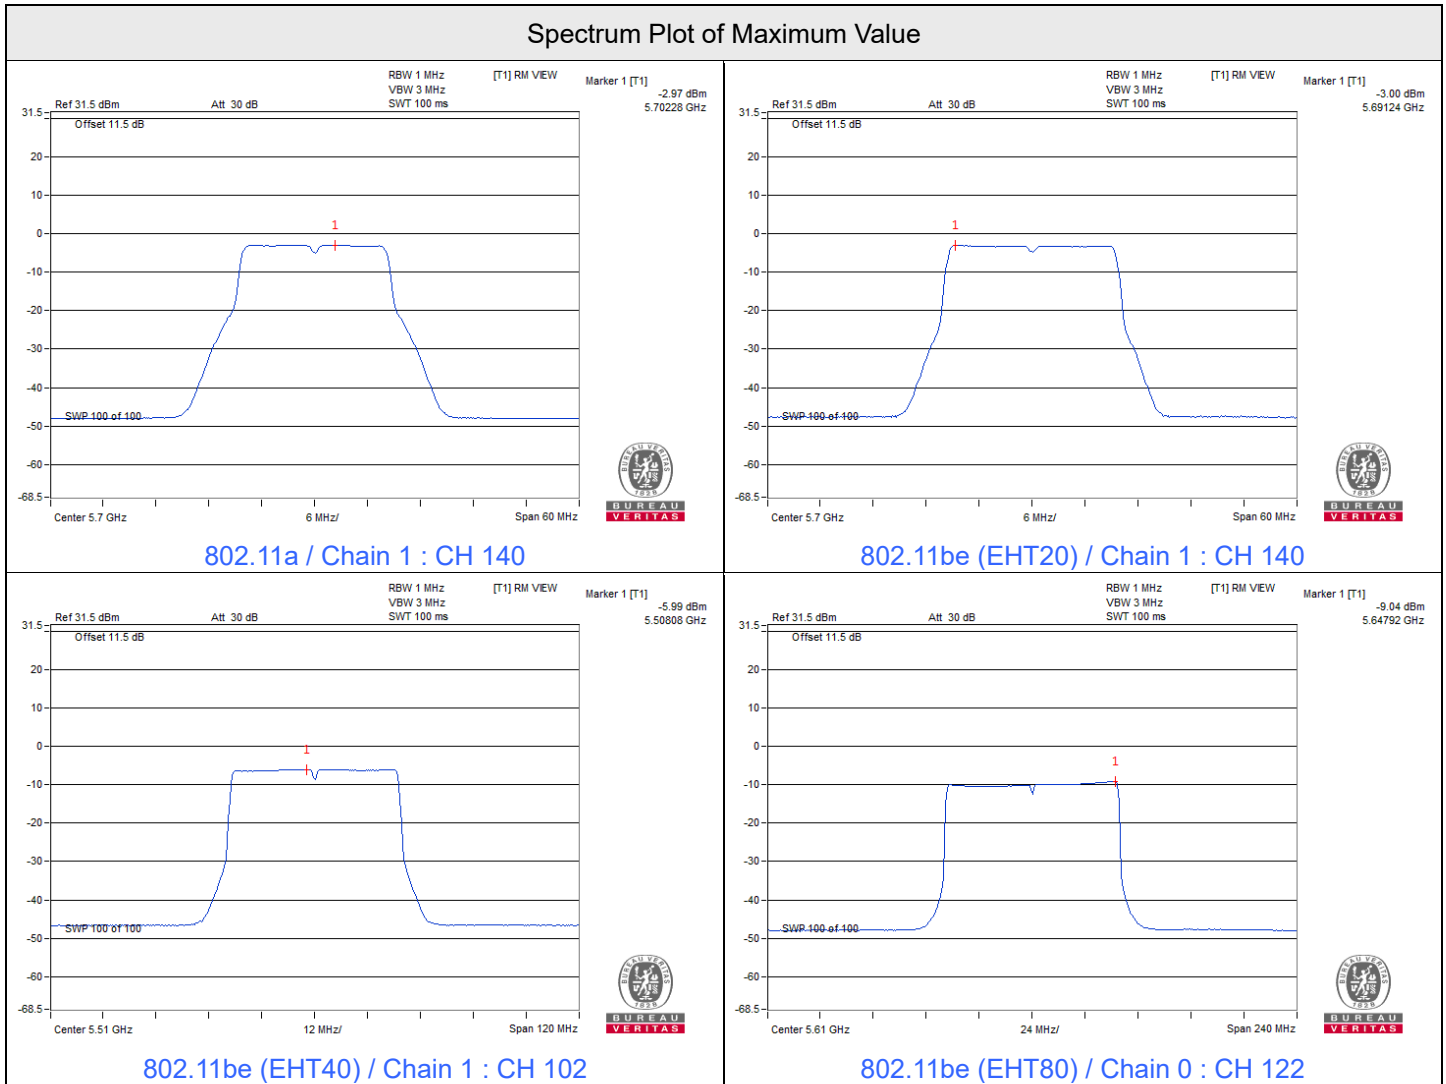 Spectrum Plot of Maximum Value
RBW 1 MHz
VBW 3 MHz
SWT 100 ms
[T1] RM VIEW
Marker 1 [T1]
-2.97 dBm
5.70228 GHz
Ref 31.5 dBm
Att 30 dB
Offset 11.5 dB
31.5
20
10
0
-10
-20
-30
-40
-50
-60
-68.5
1
SWP 100 of 100
Center 5.7 GHz
6 MHz/
Span 60 MHz
BUREAU VERITAS
1828
BUREAU
VERITAS
802.11a / Chain 1 : CH 140
RBW 1 MHz
VBW 3 MHz
SWT 100 ms
[T1] RM VIEW
Marker 1 [T1]
-3.00 dBm
5.69124 GHz
Ref 31.5 dBm
Att 30 dB
Offset 11.5 dB
31.5
20
10
0
-10
-20
-30
-40
-50
-60
-68.5
1
SWP 100 of 100
Center 5.7 GHz
6 MHz/
Span 60 MHz
BUREAU VERITAS
1828
BUREAU
VERITAS
802.11be (EHT20) / Chain 1 : CH 140
RBW 1 MHz
VBW 3 MHz
SWT 100 ms
[T1] RM VIEW
Marker 1 [T1]
-5.99 dBm
5.50808 GHz
Ref 31.5 dBm
Att 30 dB
Offset 11.5 dB
31.5
20
10
0
-10
-20
-30
-40
-50
-60
-68.5
1
SWP 100 of 100
Center 5.51 GHz
12 MHz/
Span 120 MHz
BUREAU VERITAS
1828
BUREAU
VERITAS
802.11be (EHT40) / Chain 1 : CH 102
RBW 1 MHz
VBW 3 MHz
SWT 100 ms
[T1] RM VIEW
Marker 1 [T1]
-9.04 dBm
5.64792 GHz
Ref 31.5 dBm
Att 30 dB
Offset 11.5 dB
31.5
20
10
0
-10
-20
-30
-40
-50
-60
-68.5
1
SWP 100 of 100
Center 5.61 GHz
24 MHz/
Span 240 MHz
BUREAU VERITAS
1828
BUREAU
VERITAS
802.11be (EHT80) / Chain 0 : CH 122